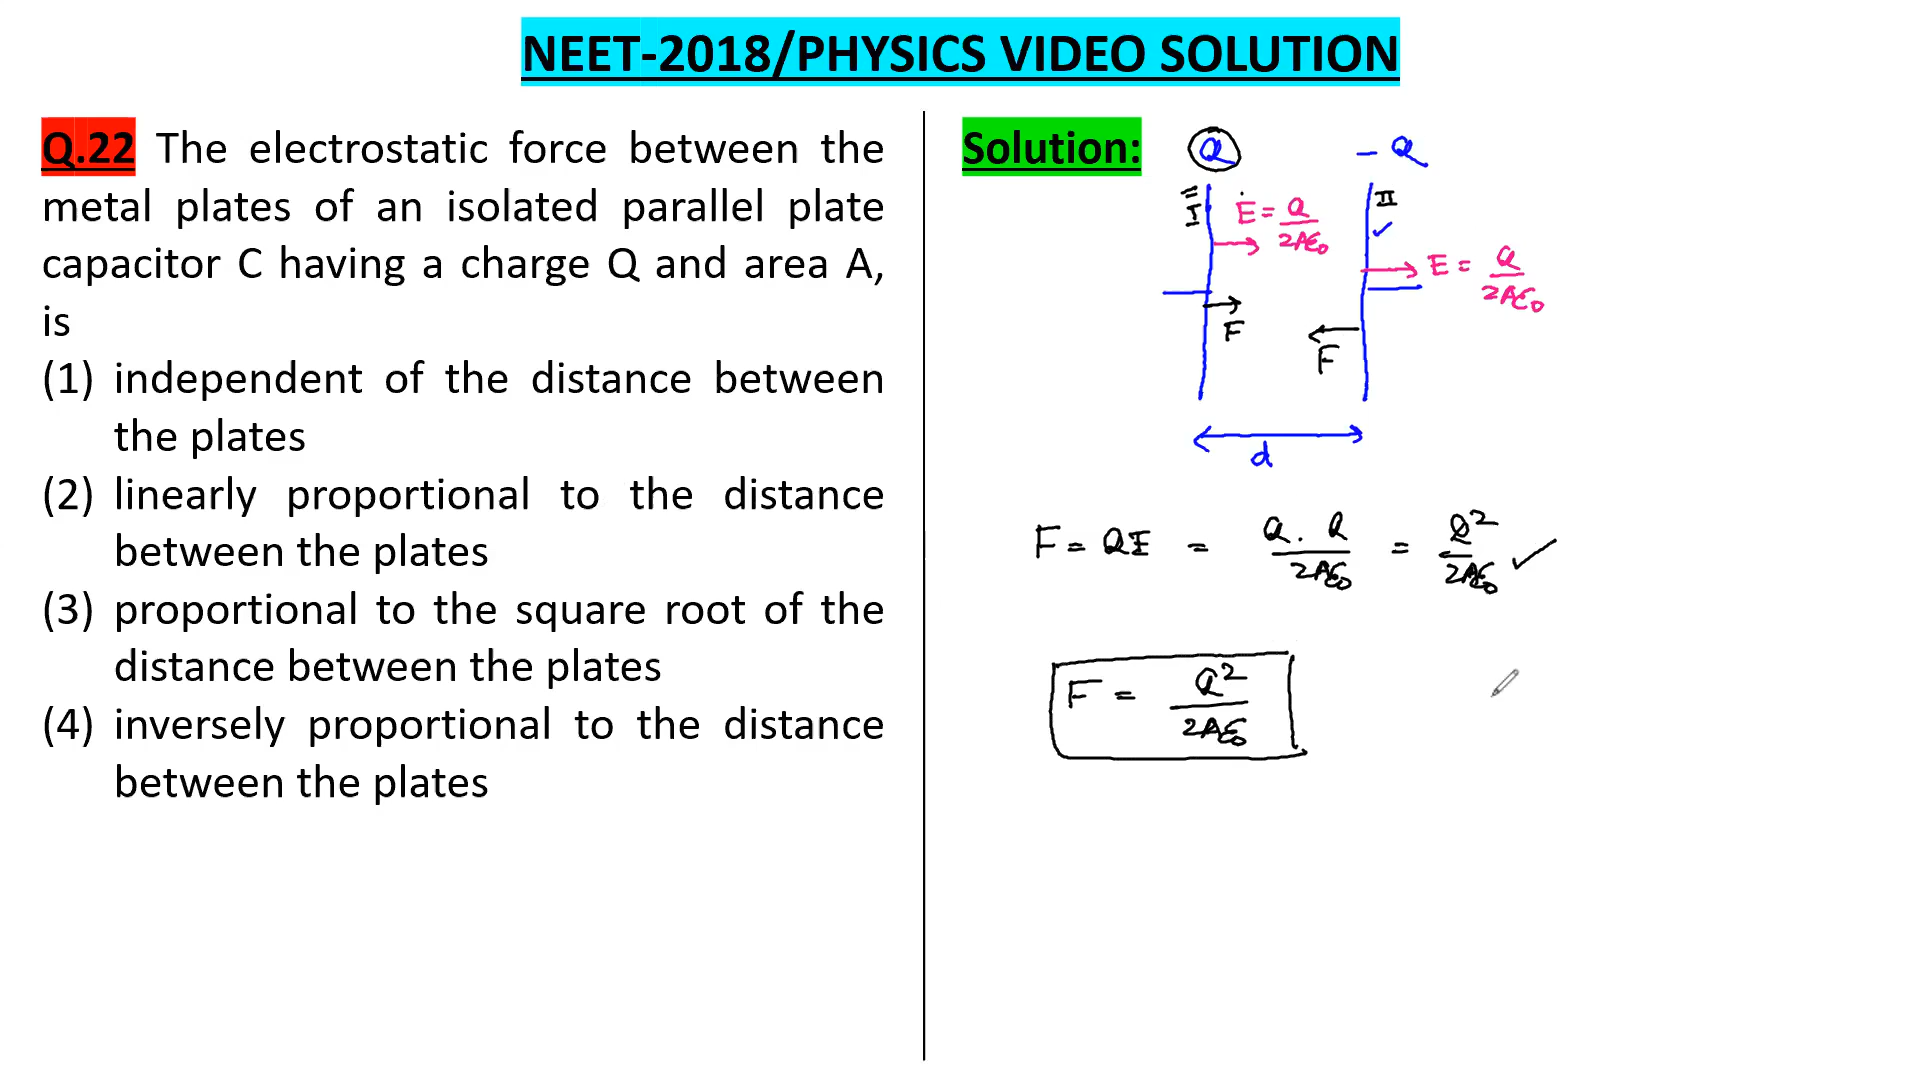 NEET-2018/PHYSICS VIDEO SOLUTION
Q.22 The electrostatic force between the
metal plates of an isolated parallel plate
capacitor C having a charge Q and area A,
is
(1) independent of the distance between
the plates
(2) linearly proportional to the distance
between the plates
(3) proportional to the square root of the
distance between the plates
(4) inversely proportional to the distance
between the plates
Solution:
Q
- Q
I
E = Q/2Aε₀
II
E = Q/2Aε₀
F
F
d
F = QE = Q . Q/2Aε₀ = Q²/2Aε₀ ✓
F = Q²/2Aε₀